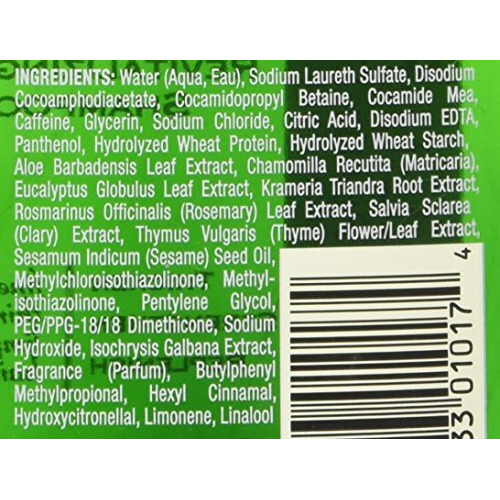 INGREDIENTS: Water (Aqua, Eau), Sodium Laureth Sulfate, Disodium
Cocoamphodiacetate, Cocamidopropyl Betaine, Cocamide Mea,
Caffeine, Glycerin, Sodium Chloride, Citric Acid, Disodium EDTA,
Panthenol, Hydrolyzed Wheat Protein, Hydrolyzed Wheat Starch,
Aloe Barbadensis Leaf Extract, Chamomilla Recutita (Matricaria),
Eucalyptus Globulus Leaf Extract, Krameria Triandra Root Extract,
Rosmarinus Officinalis (Rosemary) Leaf Extract, Salvia Sclarea
(Clary) Extract, Thymus Vulgaris (Thyme) Flower/Leaf Extract,
Sesamum Indicum (Sesame) Seed Oil,
Methylchloroisothiazolinone, Methyl-
isothiazolinone, Pentylene Glycol,
PEG/PPG-18/18 Dimethicone, Sodium
Hydroxide, Isochrysis Galbana Extract,
Fragrance (Parfum), Butylphenyl
Methylpropional, Hexyl Cinnamal,
Hydroxycitronellal, Limonene, Linalool
33 01017 4